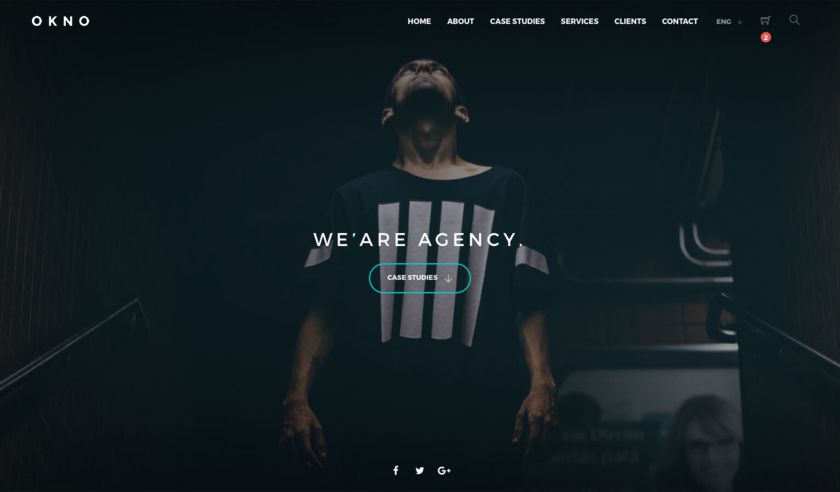 OKNO
HOME ABOUT CASE STUDIES SERVICES CLIENTS CONTACT ENG
2
WE'ARE AGENCY.
CASE STUDIES
G+